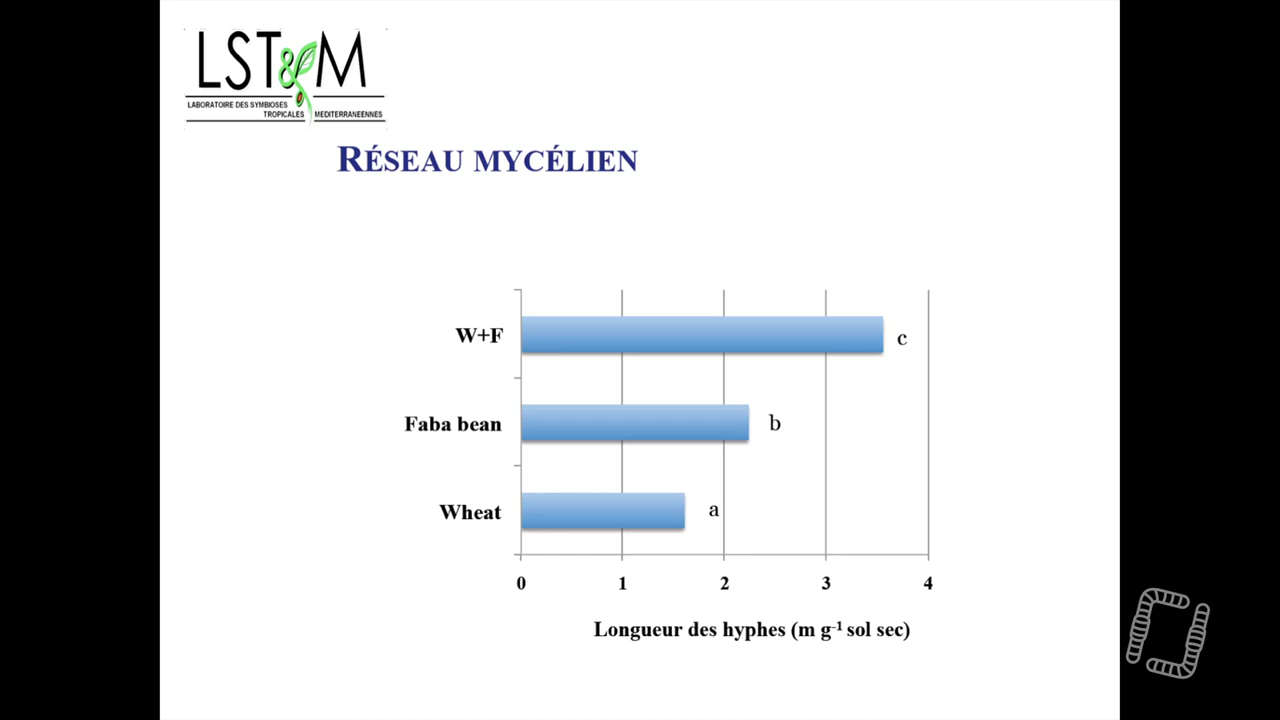 LST&M
LABORATOIRE DES SYMBIOSES
TROPICALES MEDITERRANEENNES
RÉSEAU MYCÉLIEN
W+F
c
Faba bean
b
Wheat
a
0 1 2 3 4
Longueur des hyphes (m g⁻¹ sol sec)